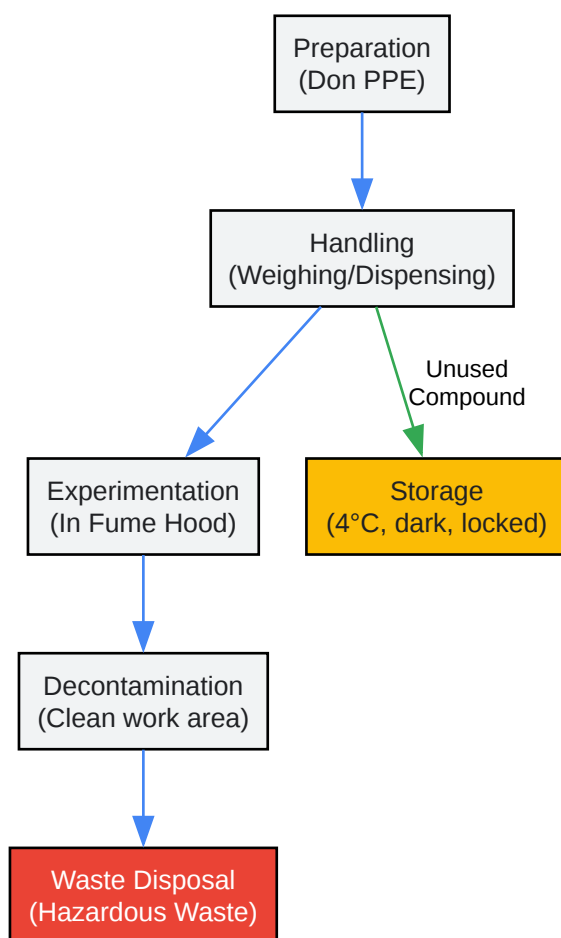 Preparation
(Don PPE)
Handling
(Weighing/Dispensing)
Unused
Compound
Experimentation
(In Fume Hood)
Storage
(4°C, dark, locked)
Decontamination
(Clean work area)
Waste Disposal
(Hazardous Waste)